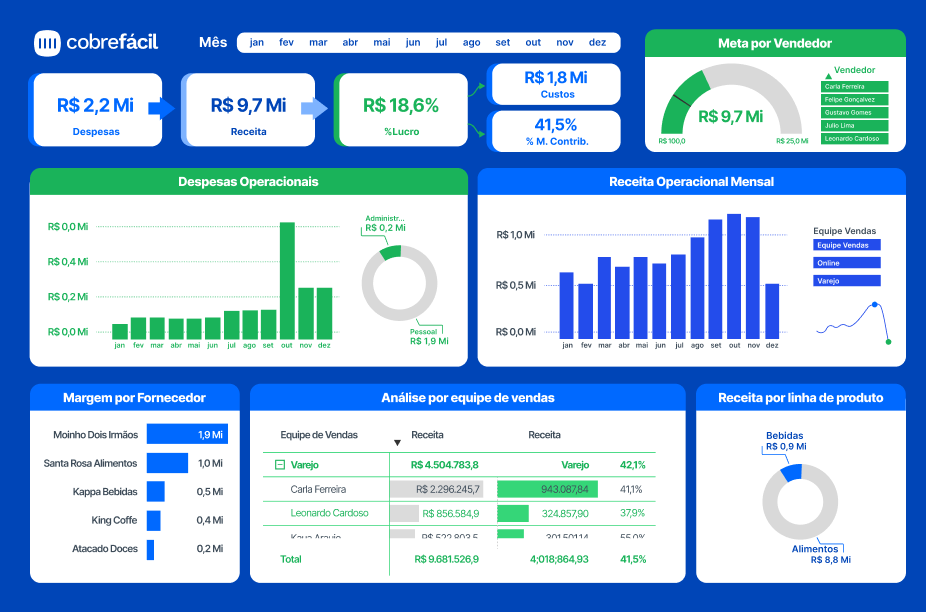 cobrefácil
Mês
jan fev mar abr mai jun jul ago set out nov dez
R$ 2,2 Mi
Despesas
R$ 9,7 Mi
Receita
R$ 18,6%
%Lucro
R$ 1,8 Mi
Custos
41,5%
% M. Contrib.
Meta por Vendedor
R$ 9,7 Mi
R$ 100,0
R$ 25,0 Mi
Vendedor
Carla Ferreira
Felipe Gonçalvez
Gustavo Gomes
Julio Lima
Leonardo Cardoso
Despesas Operacionais
R$ 0,0 Mi
R$ 0,4 Mi
R$ 0,2 Mi
R$ 0,0 Mi
jan fev mar abr mai jun jul ago set out nov dez
Administr...
R$ 0,2 Mi
Pessoal
R$ 1,9 Mi
Receita Operacional Mensal
R$ 1,0 Mi
R$ 0,5 Mi
R$ 0,0 Mi
jan fev mar abr mai jun jul ago set out nov dez
Equipe Vendas
Equipe Vendas
Online
Varejo
Margem por Fornecedor
Moinho Dois Irmãos 1,9 Mi
Santa Rosa Alimentos 1,0 Mi
Kappa Bebidas 0,5 Mi
King Coffe 0,4 Mi
Atacado Doces 0,2 Mi
Análise por equipe de vendas
Equipe de Vendas Receita Receita
Varejo R$ 4.504.783,8 Varejo 42,1%
Carla Ferreira R$ 2.296.245,7 943.087,84 41,1%
Leonardo Cardoso R$ 856.584,9 324.857,90 37,9%
Total R$ 9.681.526,9 4;018;864,93 41,5%
Receita por linha de produto
Bebidas
R$ 0,9 Mi
Alimentos
R$ 8,8 Mi